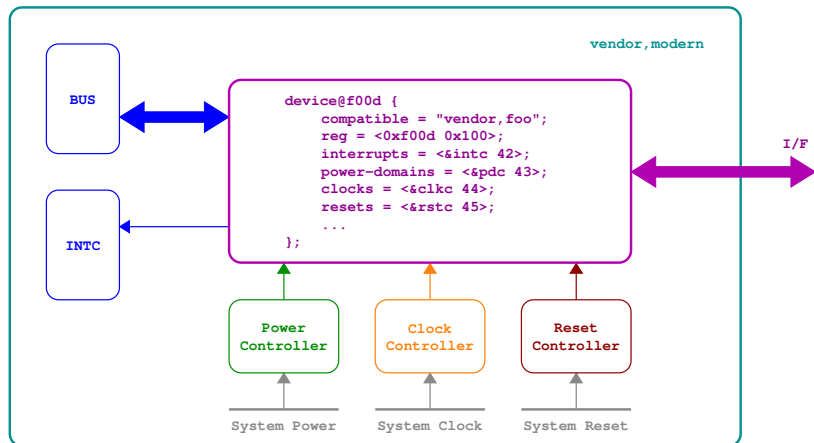 vendor,modern
BUS
device@f00d {
compatible = "vendor,foo";
reg = <0xf00d 0x100>;
interrupts = <&intc 42>;
power-domains = <&pdc 43>;
clocks = <&clkc 44>;
resets = <&rstc 45>;
...
};
I/F
INTC
Power
Controller
Clock
Controller
Reset
Controller
System Power
System Clock
System Reset